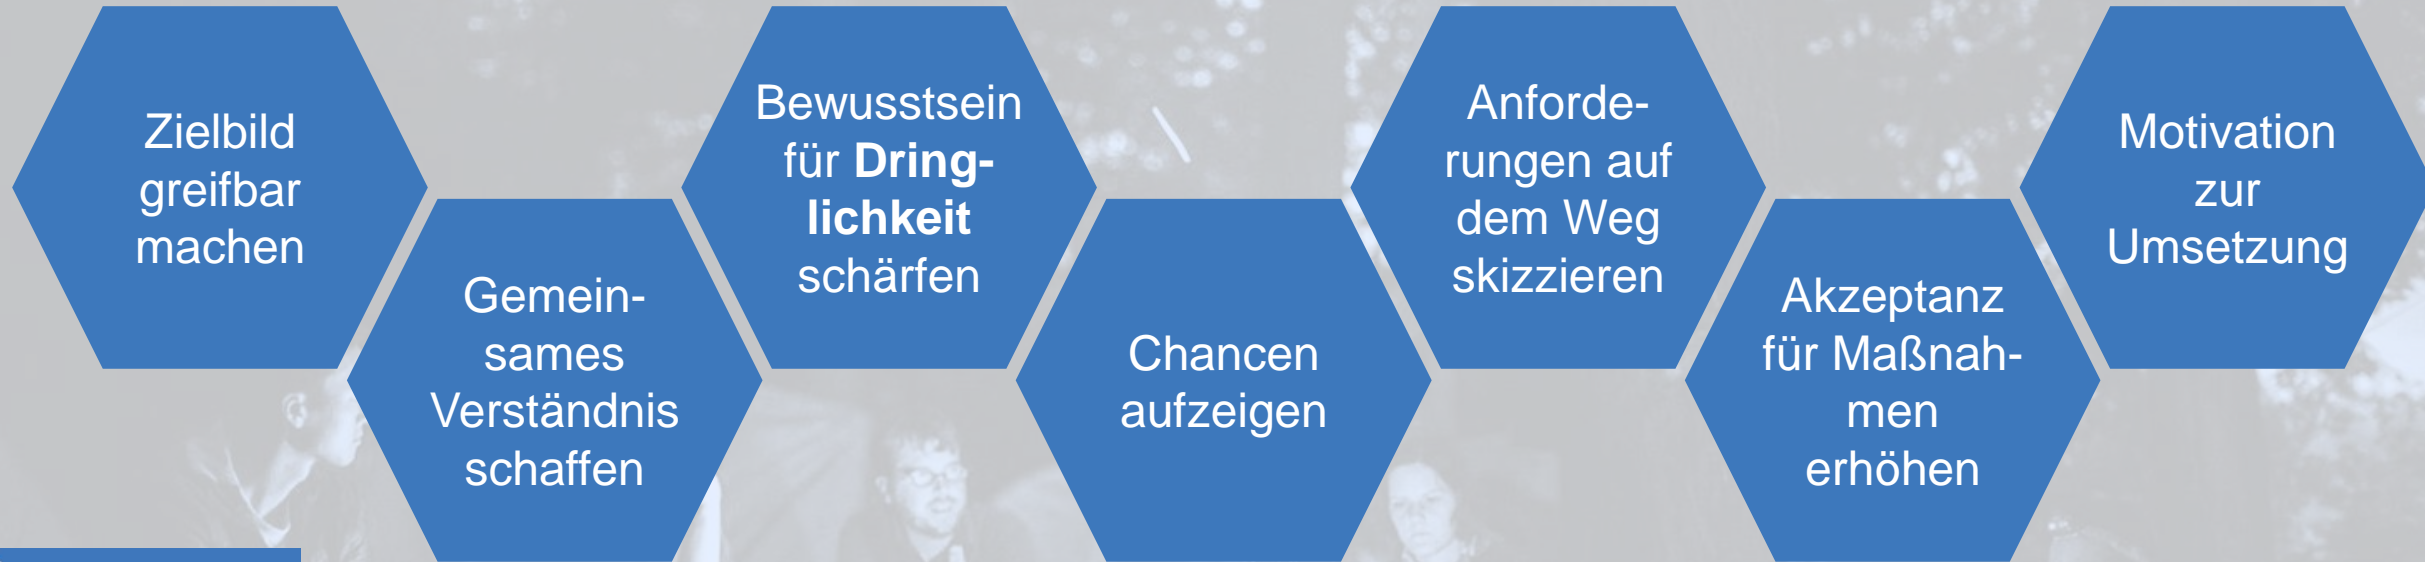 Zielbild
greifbar
machen
Gemein-
sames
Verständnis
schaffen
Bewusstsein
für Dring-
lichkeit
schärfen
Chancen
aufzeigen
Anforde-
rungen auf
dem Weg
skizzieren
Akzeptanz
für Maßnah-
men
erhöhen
Motivation
zur
Umsetzung